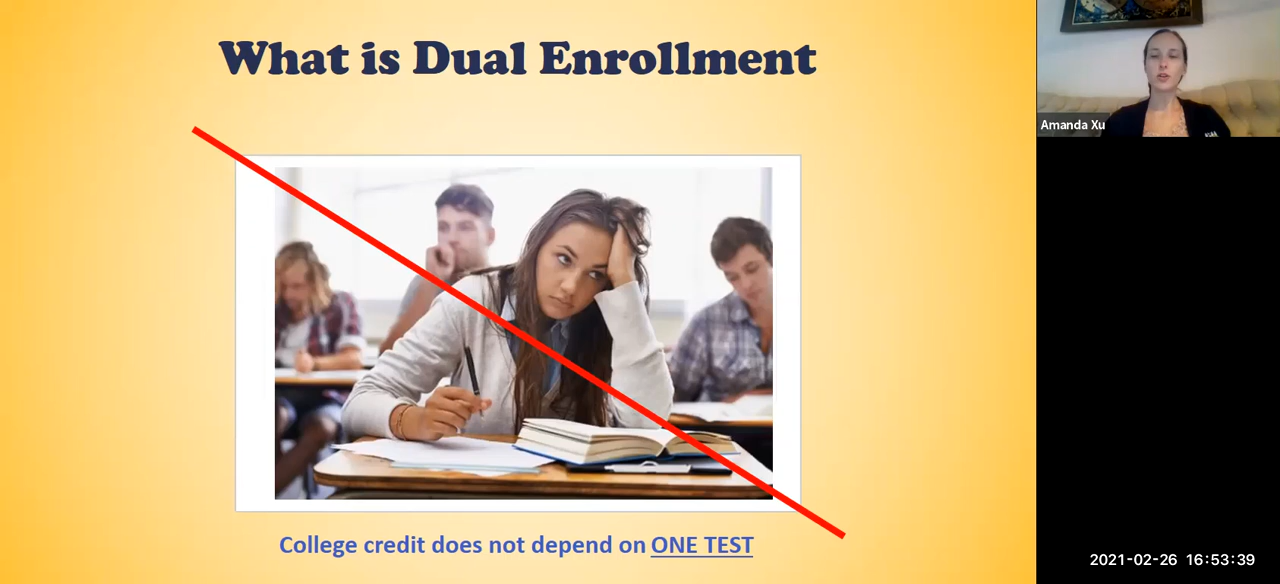 What is Dual Enrollment
College credit does not depend on ONE TEST
Amanda Xu
2021-02-26 16:53:39